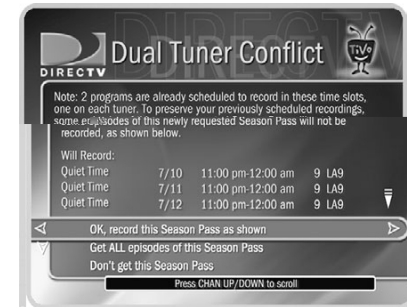 DIRECTV
Dual Tuner Conflict
TiVo
Note: 2 programs are already scheduled to record in these time slots,
one on each tuner. To preserve your previously scheduled recordings,
some episodes of this newly requested Season Pass will not be
recorded, as shown below.
Will Record:
Quiet Time 7/10 11:00 pm-12:00 am 9 LA9
Quiet Time 7/11 11:00 pm-12:00 am 9 LA9
Quiet Time 7/12 11:00 pm-12:00 am 9 LA9
OK, record this Season Pass as shown
Get ALL episodes of this Season Pass
Don't get this Season Pass
Press CHAN UP/DOWN to scroll